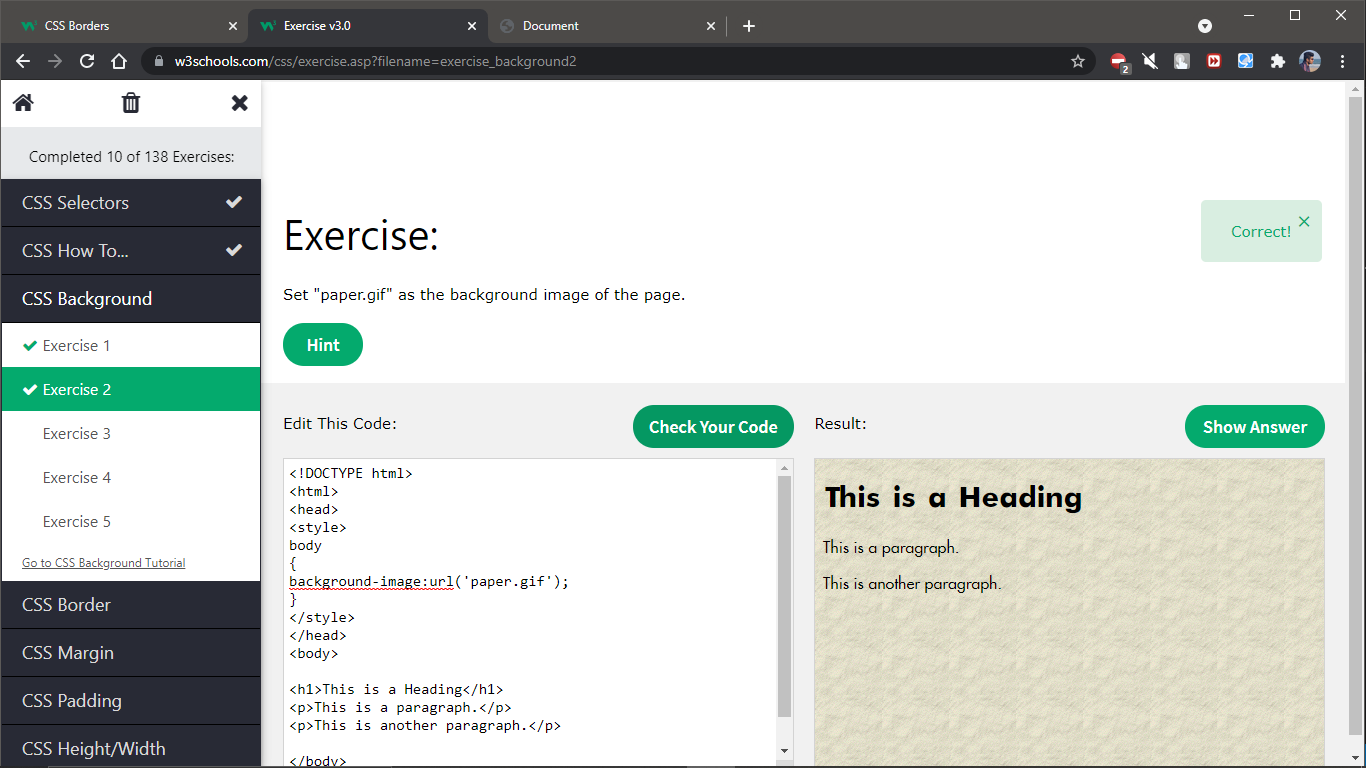 CSS Borders
Exercise v3.0
Document
w3schools.com/css/exercise.asp?filename=exercise_background2
2
Completed 10 of 138 Exercises:
CSS Selectors
CSS How To...
CSS Background
Exercise 1
Exercise 2
Exercise 3
Exercise 4
Exercise 5
Go to CSS Background Tutorial
CSS Border
CSS Margin
CSS Padding
CSS Height/Width
Exercise:
Correct!
Set "paper.gif" as the background image of the page.
Hint
Edit This Code:
Check Your Code
<!DOCTYPE html>
<html>
<head>
<style>
body
{
background-image:url('paper.gif');
}
</style>
</head>
<body>
<h1>This is a Heading</h1>
<p>This is a paragraph.</p>
<p>This is another paragraph.</p>
</body>
Result:
Show Answer
This is a Heading
This is a paragraph.
This is another paragraph.